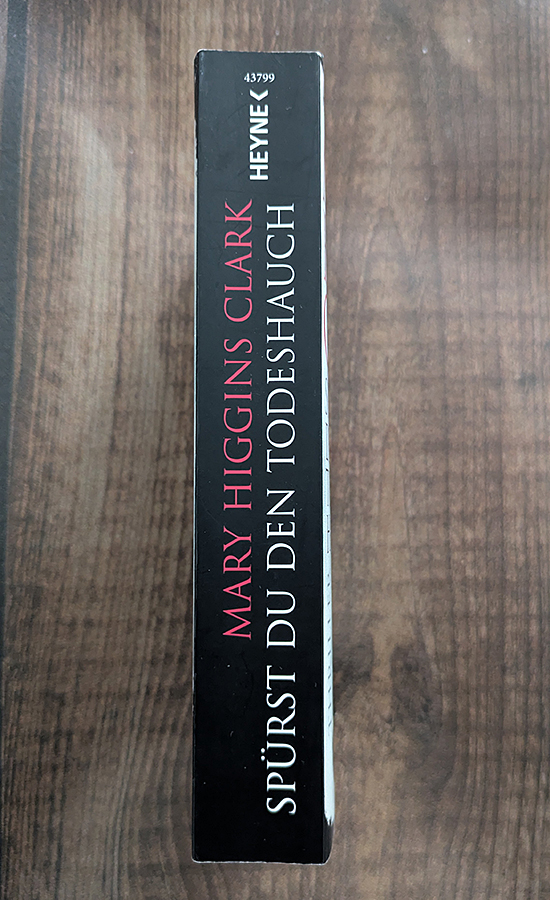 43799
HEYNE
MARY HIGGINS CLARK
SPÜRST DU DEN TODESHAUCH